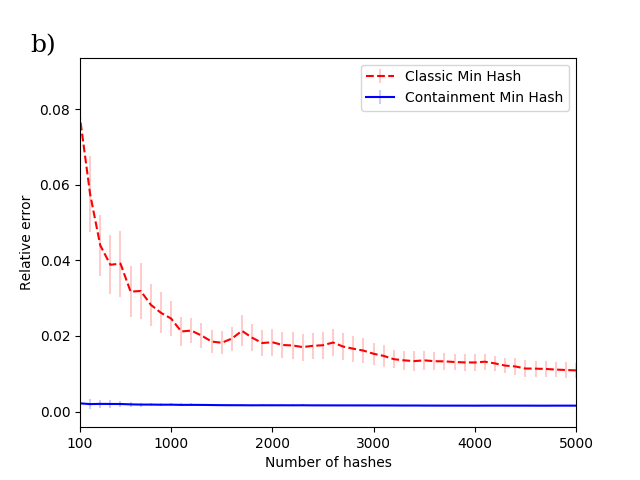 b)
Classic Min Hash
Containment Min Hash
Relative error
0.08
0.06
0.04
0.02
0.00
100
1000
2000
3000
4000
5000
Number of hashes